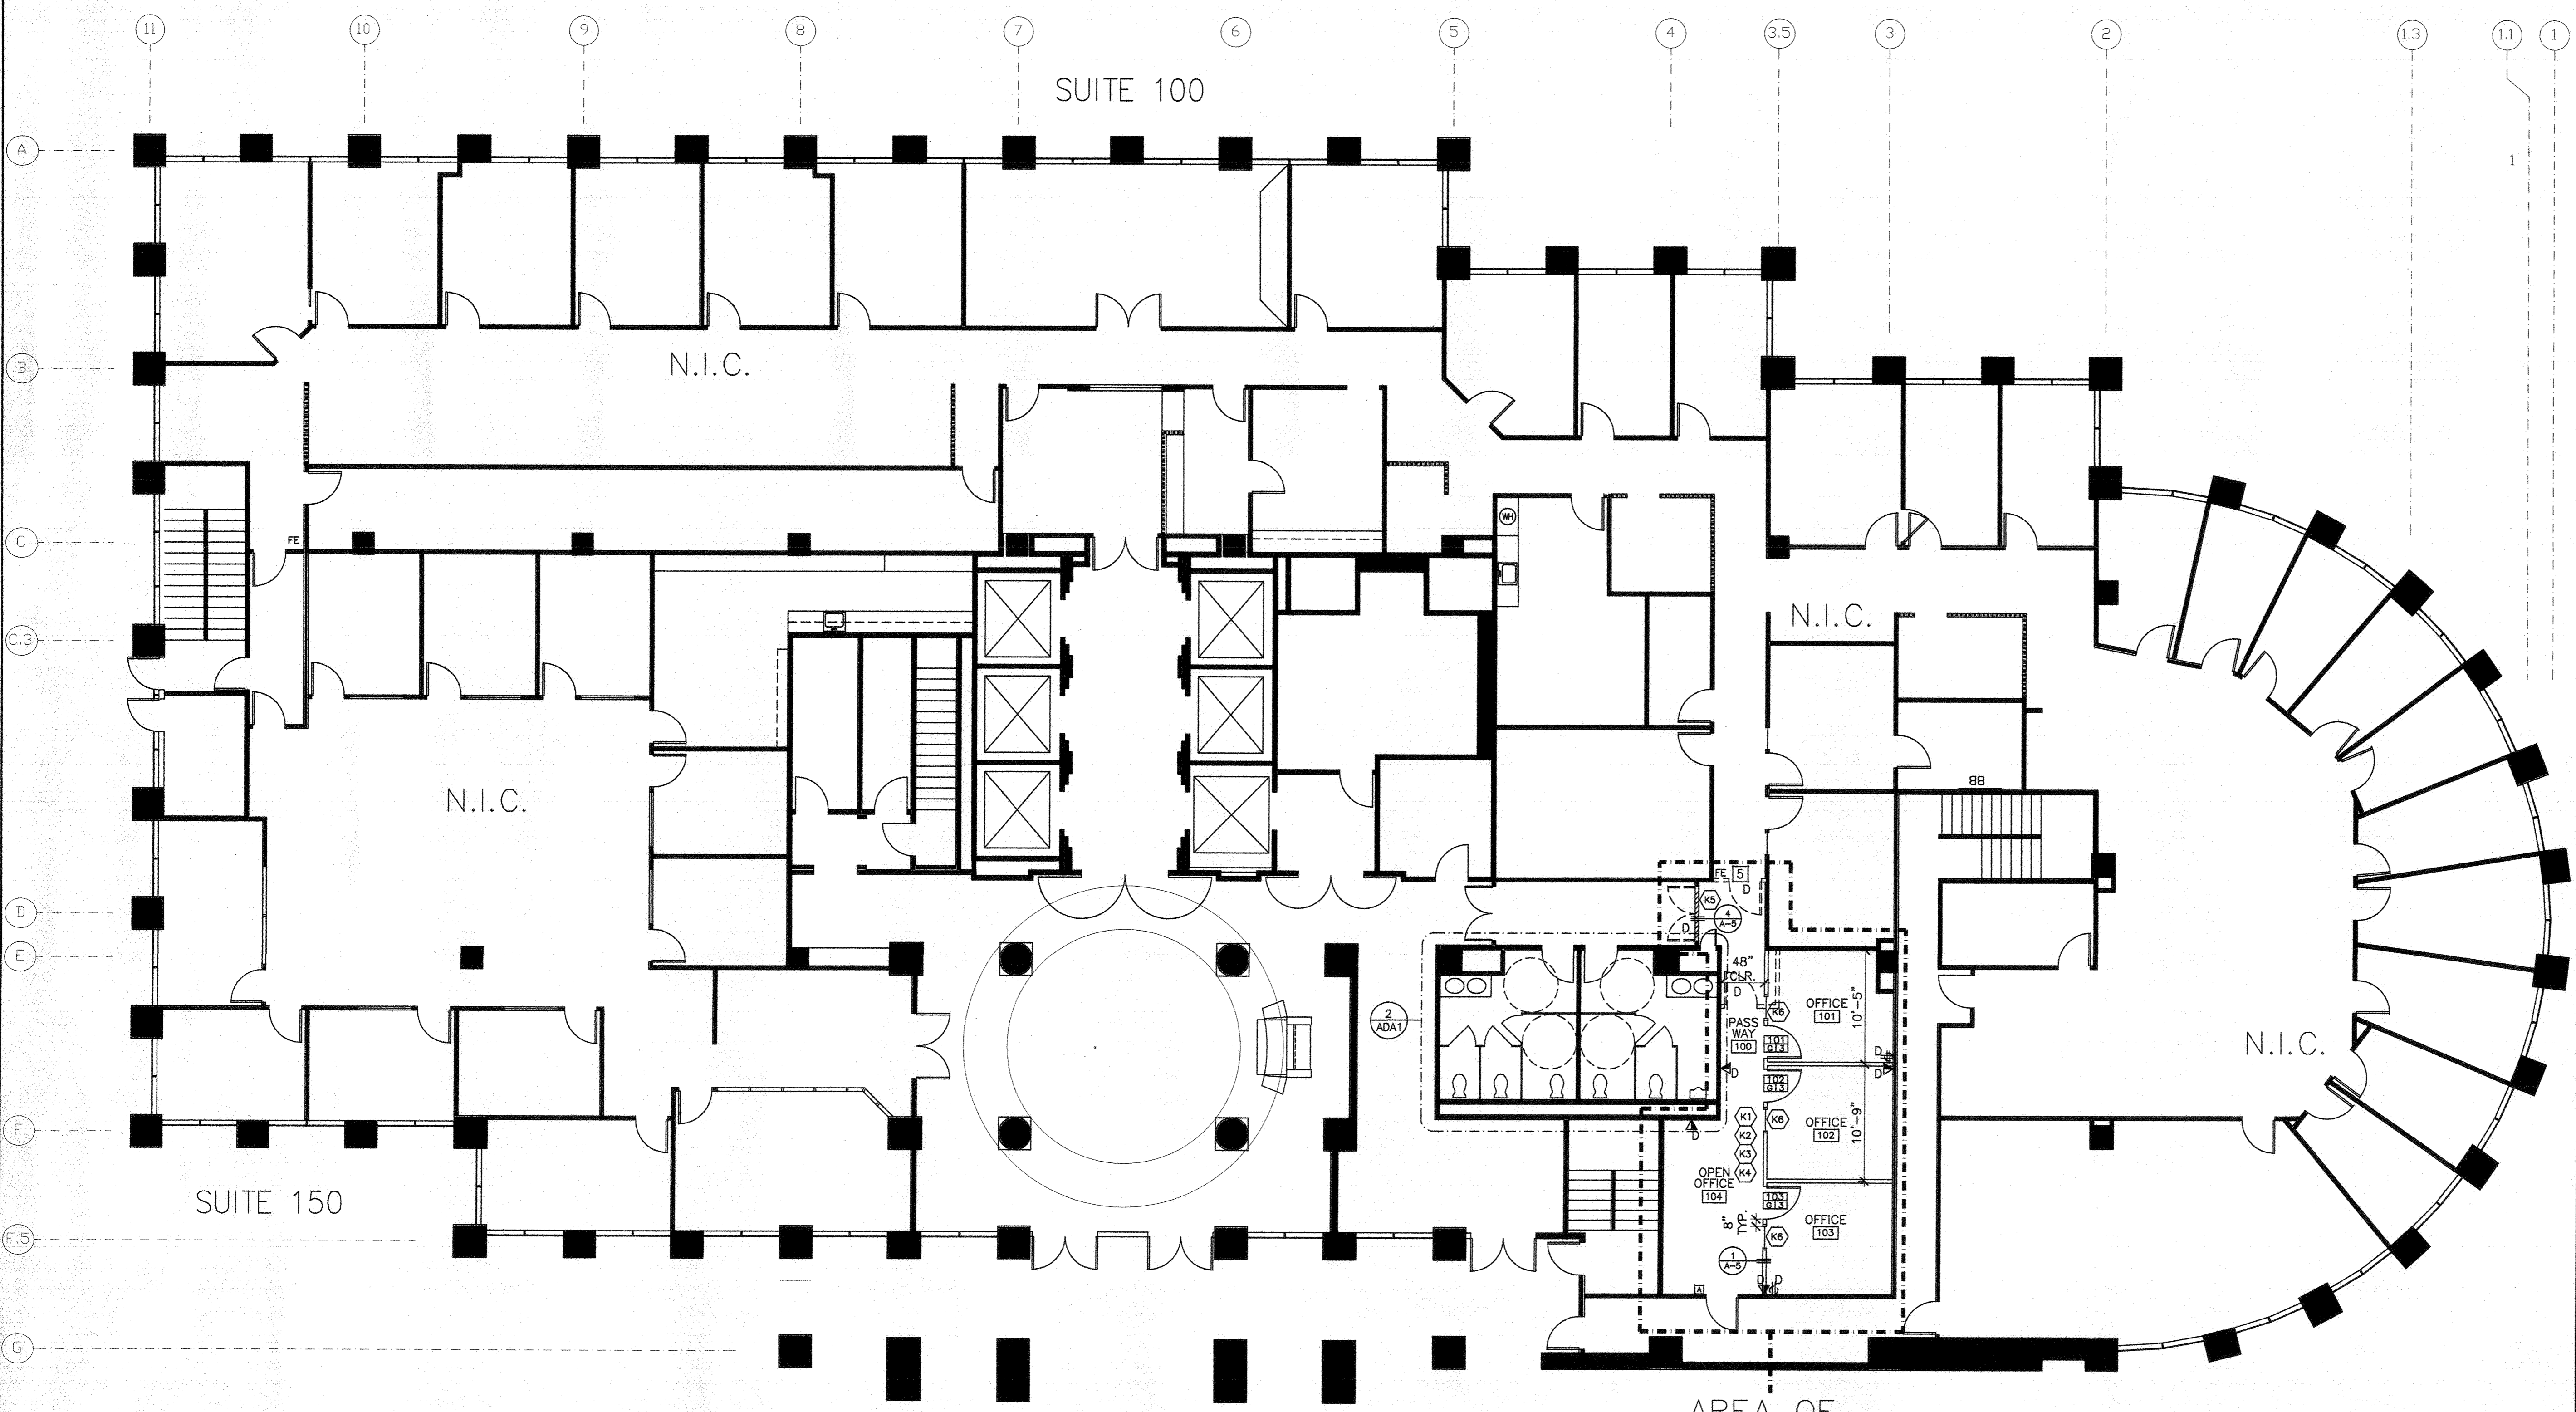 11 10 9 8 7 6 5 4 3.5 3 2 1.3 1.1 1
SUITE 100
A
1
B
N.I.C.
C
FE
WH
C.3
N.I.C.
BB
N.I.C.
FE 5
D
D
K5
4
A-5
D
E
48"
CLR.
D
2
ADA1
PASS
WAY
100
K6
OFFICE
101
10'-5"
101
G13
D
D
D
102
G13
N.I.C.
F
K1
K2
K3
K4
K6
OFFICE
102
10'-9"
D
OPEN
OFFICE
104
103
G13
8"
TYP.
OFFICE
103
K6
SUITE 150
F.5
1
A-5
D D
A
G
AREA OF